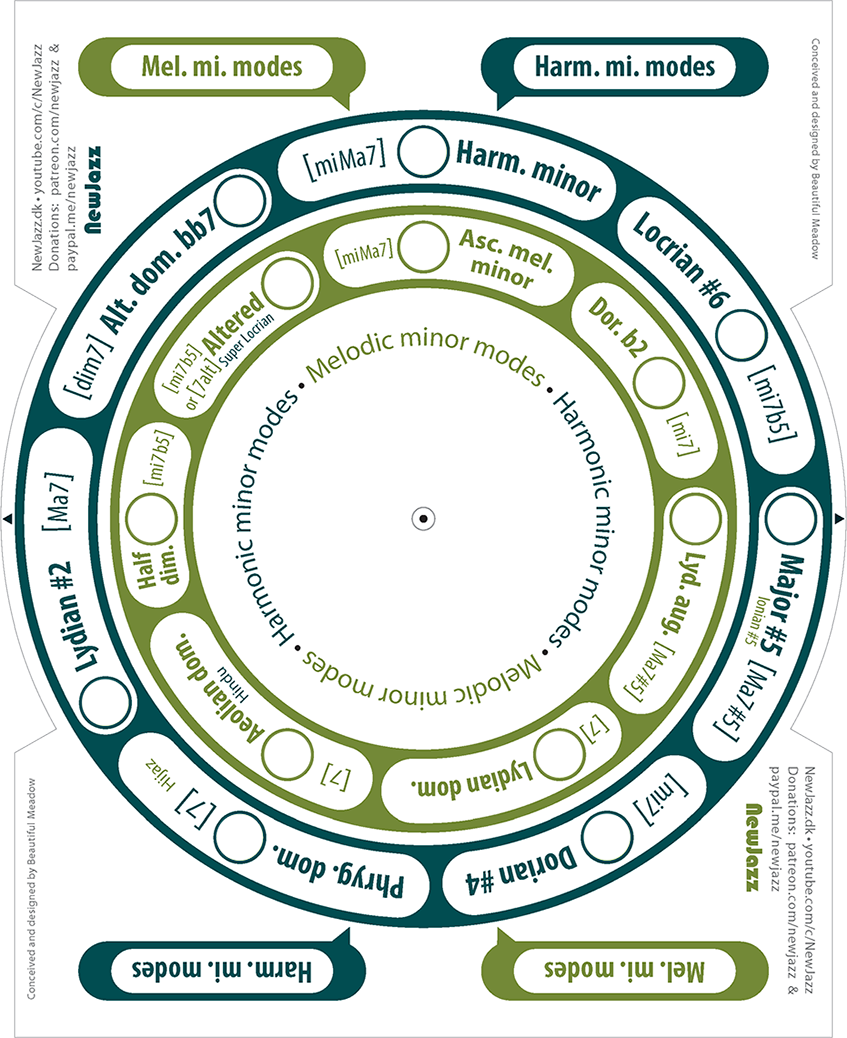 Mel. mi. modes
Harm. mi. modes
NewJazz.dk • youtube.com/c/NewJazz
Donations: patreon.com/newjazz &
paypal.me/newjazz
NewJazz
Conceived and designed by Beautiful Meadow
[miMa7] Harm. minor
Locrian #6 [mi7b5]
Major #5 [Ma7#5]
Ionian #5
Dorian #4 [mi7]
Phryg. dom. [7] Hijaz
Lydian #2 [Ma7]
[dim7] Alt. dom. bb7
[miMa7] Asc. mel.
minor
Dor. b2 [mi7]
Lyd. aug. [Ma7#5]
Lydian dom. [7]
Aeolian dom. [7]
Hindu
Half
dim. [mi7b5]
[mi7b5] Altered
or [7alt] Super Locrian
• Melodic minor modes • Harmonic minor modes • Melodic minor modes • Harmonic minor modes
Harm. mi. modes
Mel. mi. modes
Conceived and designed by Beautiful Meadow
NewJazz
NewJazz.dk • youtube.com/c/NewJazz
Donations: patreon.com/newjazz &
paypal.me/newjazz